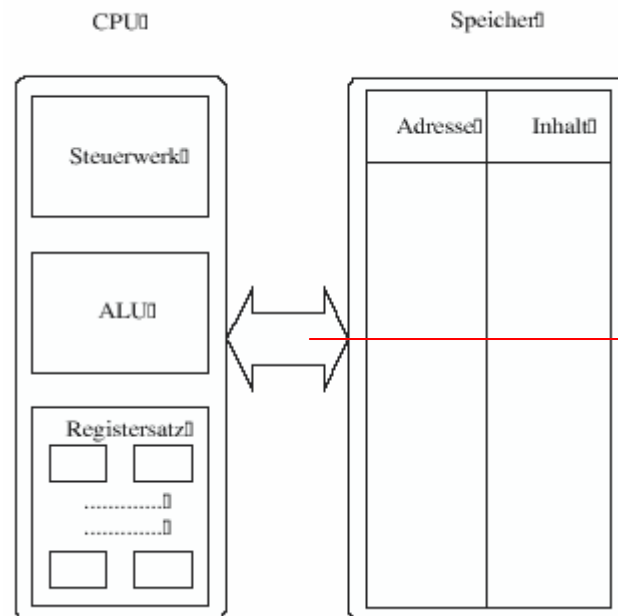 CPU
Speicher
Steuerwerk
ALU
Registersatz
Adresse Inhalt